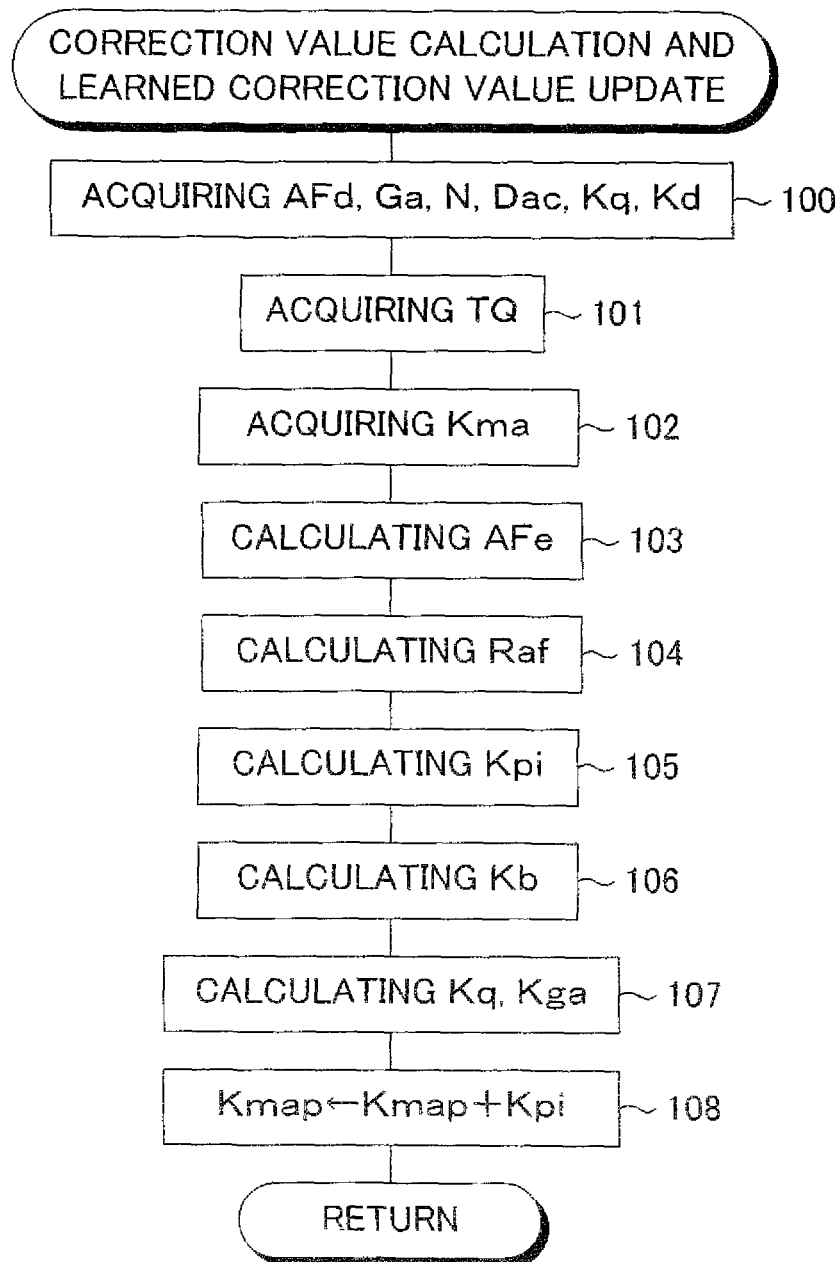 CORRECTION VALUE CALCULATION AND
LEARNED CORRECTION VALUE UPDATE
ACQUIRING AFd, Ga, N, Dac, Kq, Kd
100
ACQUIRING TQ
101
ACQUIRING Kma
102
CALCULATING AFe
103
CALCULATING Raf
104
CALCULATING Kpi
105
CALCULATING Kb
106
CALCULATING Kq, Kga
107
Kmap←Kmap+Kpi
108
RETURN